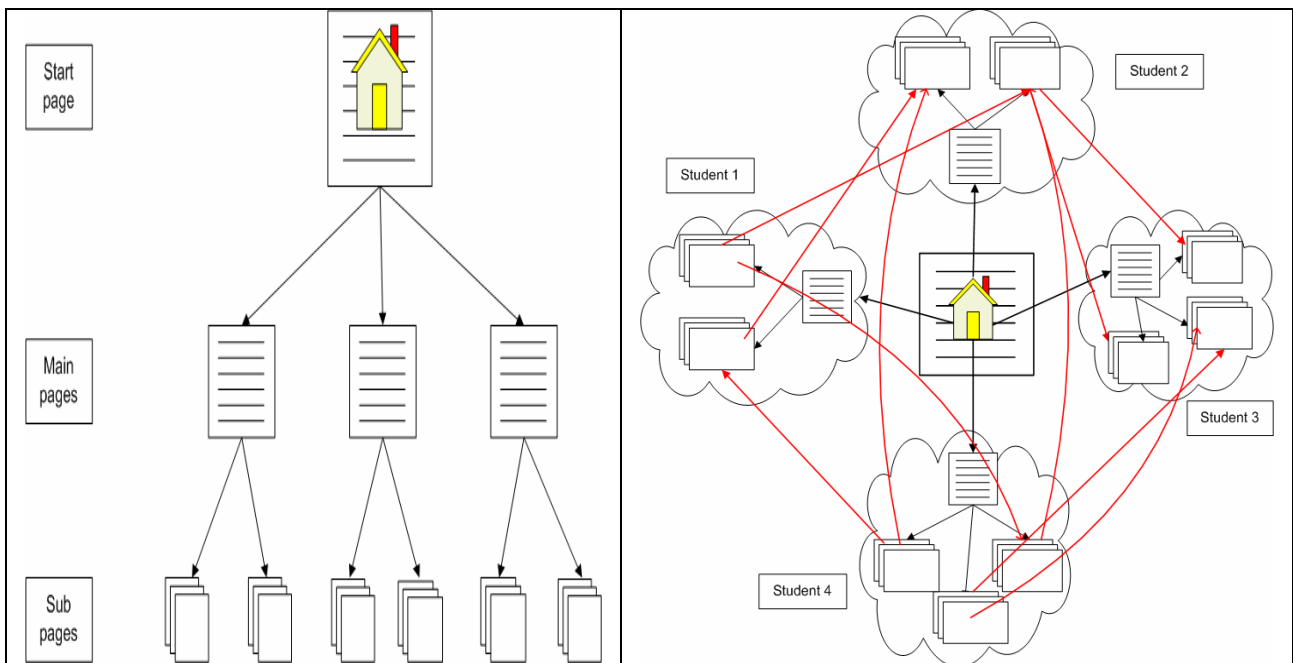 Start
page
Main
pages
Sub
pages
Student 2
Student 1
Student 3
Student 4